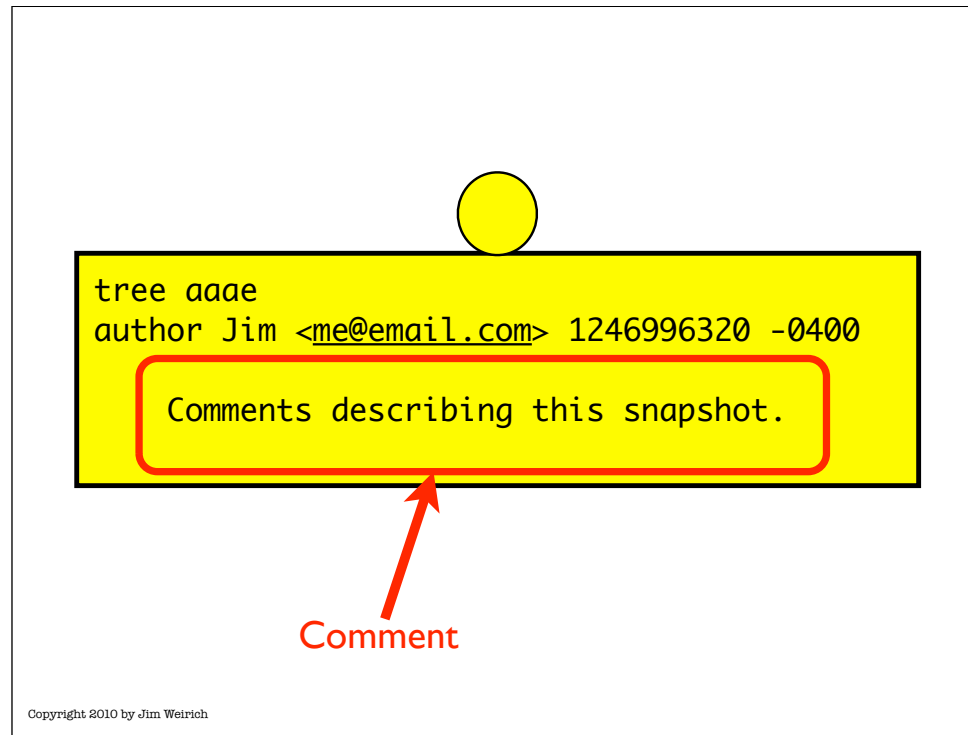 tree aaae
author Jim <me@email.com> 1246996320 -0400
Comments describing this snapshot.
Comment
Copyright 2010 by Jim Weirich